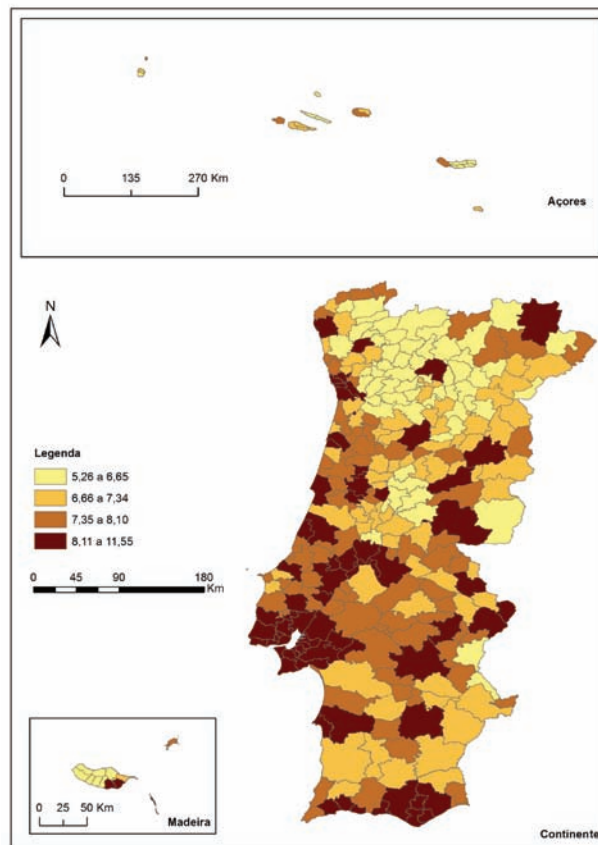 0 135 270 Km
Açores
N
Legenda
5,26 a 6,65
6,66 a 7,34
7,35 a 8,10
8,11 a 11,55
0 45 90 180
Km
0 25 50 Km
Madeira
Continente